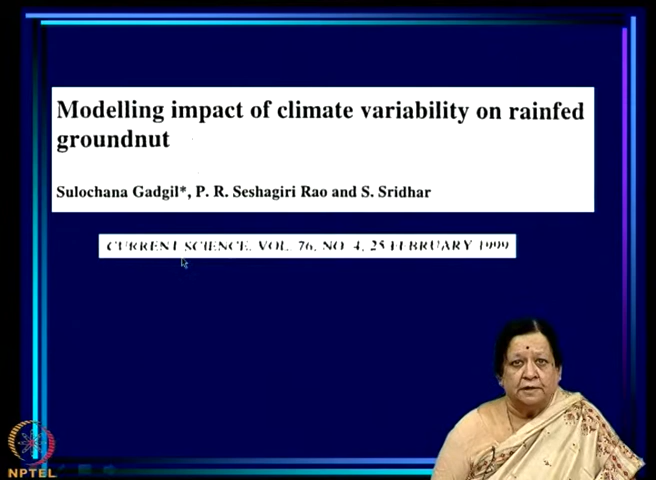 Modelling impact of climate variability on rainfed
groundnut
Sulochana Gadgil*, P. R. Seshagiri Rao and S. Sridhar
CURRENT SCIENCE, VOL. 76, NO. 4, 25 FEBRUARY 1999
NPTEL